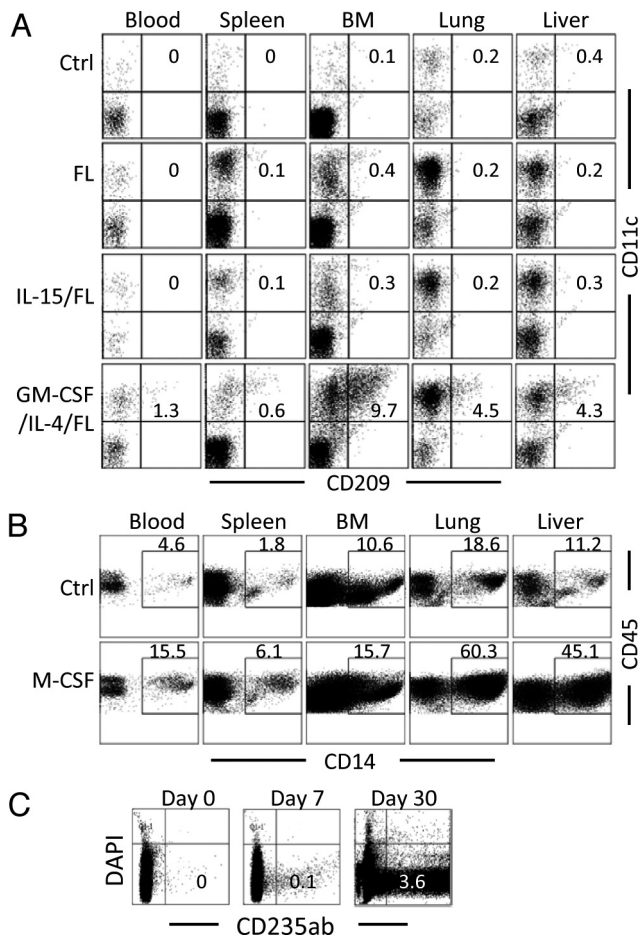 A
Blood Spleen BM Lung Liver
Ctrl 0 0 0.1 0.2 0.4
FL 0 0.1 0.4 0.2 0.2
IL-15/FL 0 0.1 0.3 0.2 0.3
GM-CSF
/IL-4/FL 1.3 0.6 9.7 4.5 4.3
CD11c
CD209
B
Blood Spleen BM Lung Liver
4.6 1.8 10.6 18.6 11.2
Ctrl
15.5 6.1 15.7 60.3 45.1
M-CSF
CD45
CD14
C
Day 0 Day 7 Day 30
DAPI
0 0.1 3.6
CD235ab